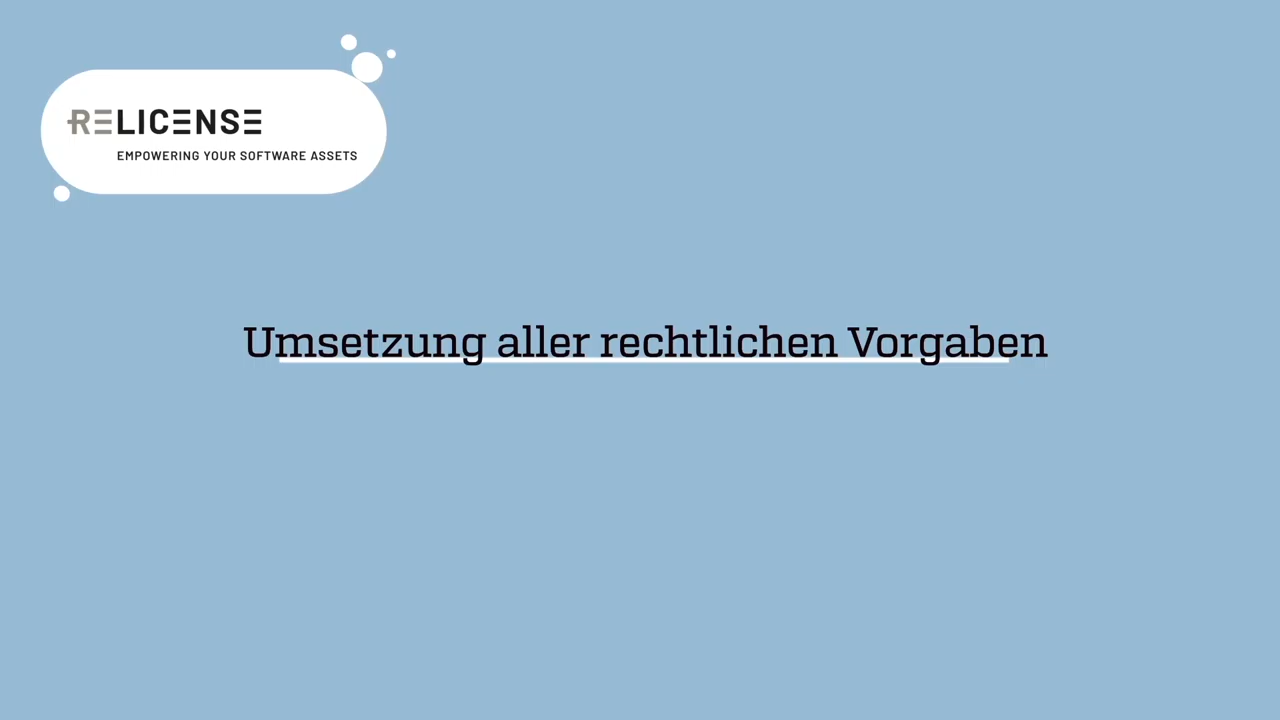 RELICENSE
EMPOWERING YOUR SOFTWARE ASSETS
Umsetzung aller rechtlichen Vorgaben